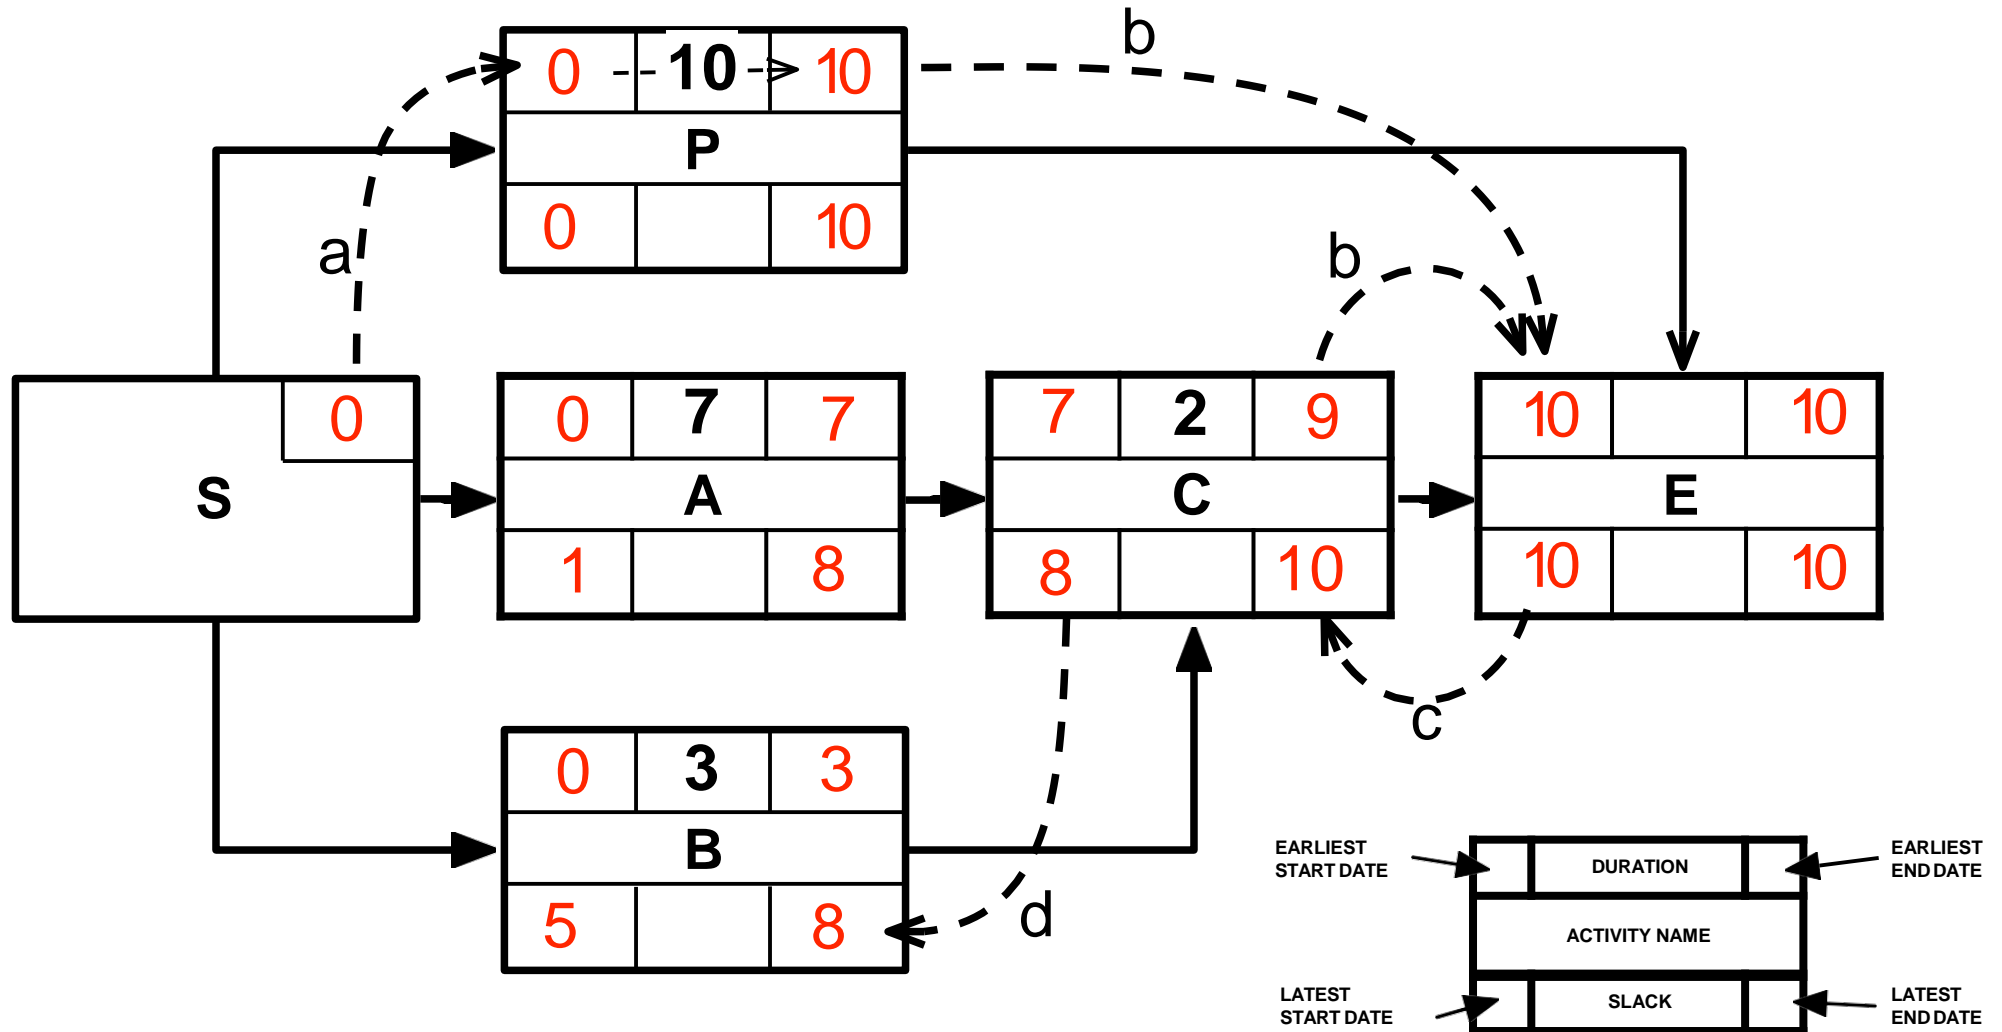 b
0 10 10
P
0 10
a
b
0
S
0 7 7
A
1 8
7 2 9
C
8 10
10 10
E
10 10
c
0 3 3
B
5 8
d
EARLIEST
START DATE
DURATION
EARLIEST
END DATE
ACTIVITY NAME
LATEST
START DATE
SLACK
LATEST
END DATE